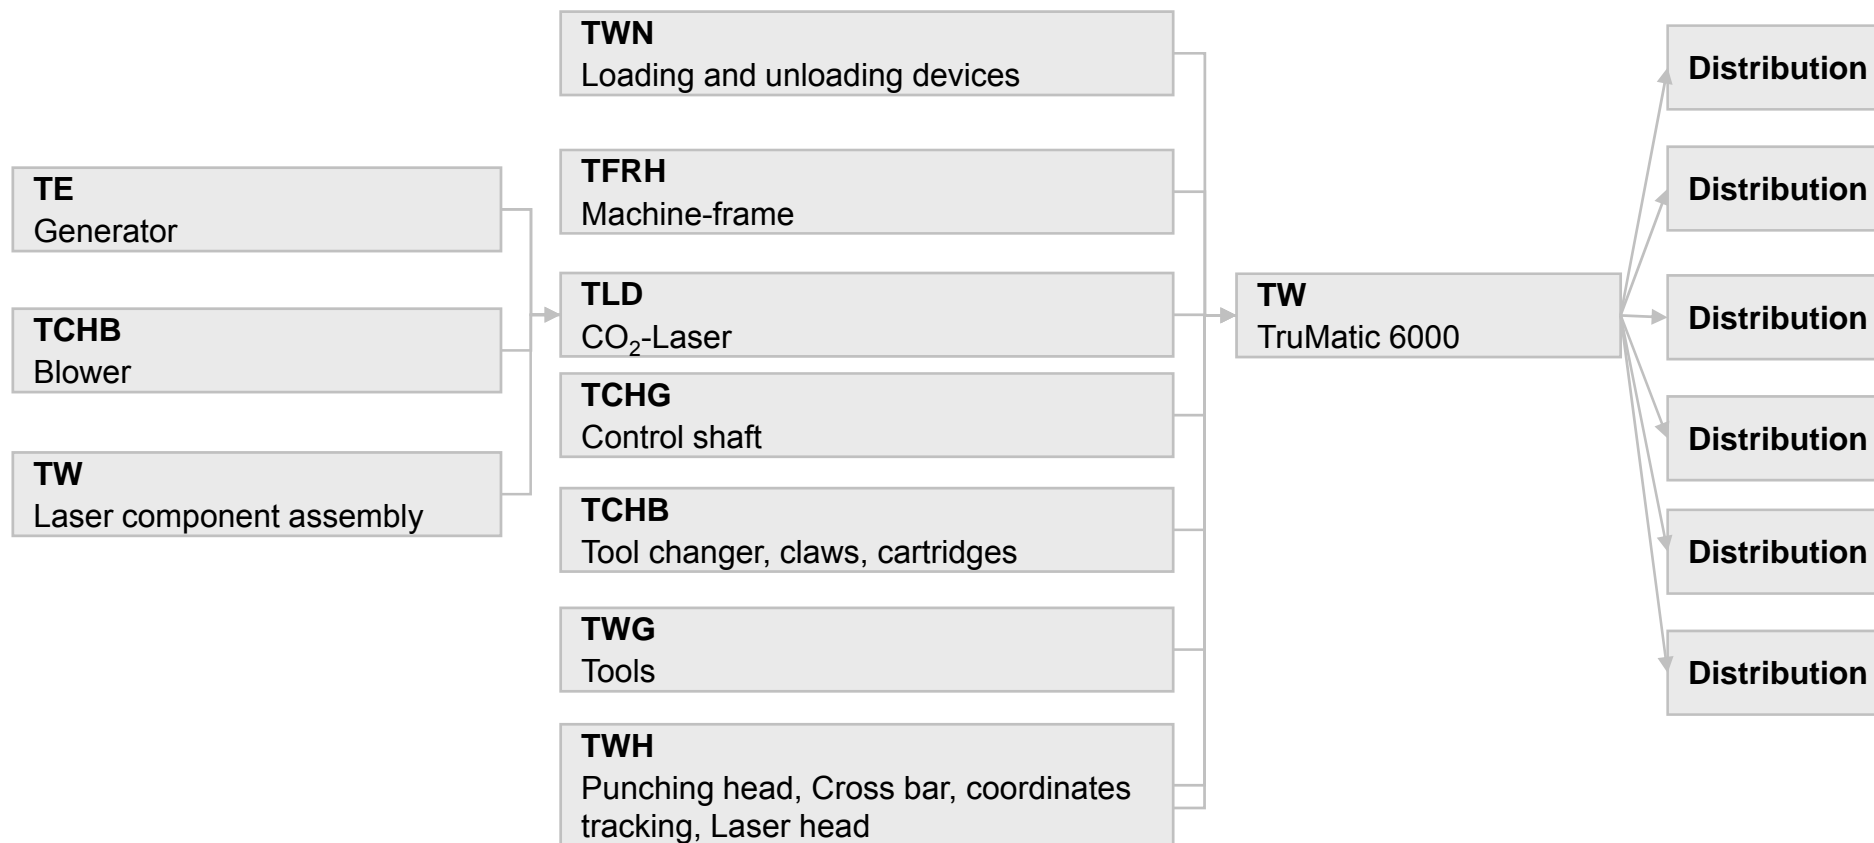 TE
Generator
TCHB
Blower
TW
Laser component assembly
TWN
Loading and unloading devices
TFRH
Machine-frame
TLD
CO₂-Laser
TCHG
Control shaft
TCHB
Tool changer, claws, cartridges
TWG
Tools
TWH
Punching head, Cross bar, coordinates
tracking, Laser head
TW
TruMatic 6000
Distribution
Distribution
Distribution
Distribution
Distribution
Distribution